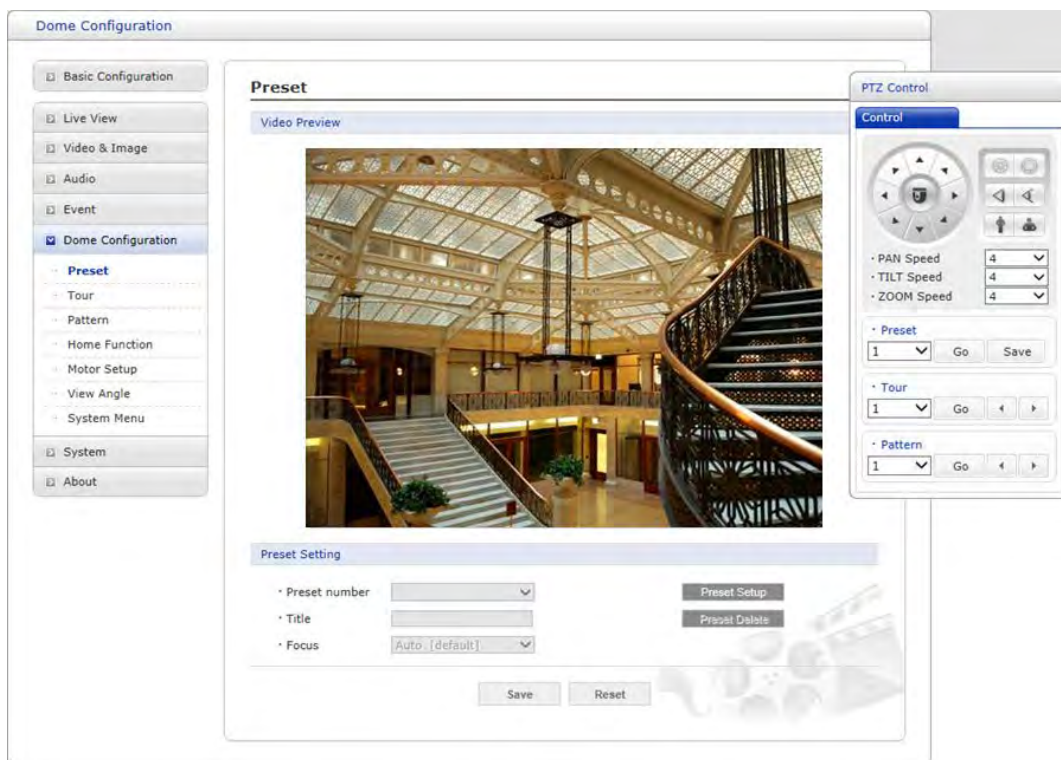 Dome Configuration
Basic Configuration
Live View
Video & Image
Audio
Event
Dome Configuration
Preset
Tour
Pattern
Home Function
Motor Setup
View Angle
System Menu
System
About
Preset
Video Preview
Preset Setting
· Preset number
· Title
· Focus Auto [default]
Preset Setup
Preset Delete
Save Reset
PTZ Control
Control
· PAN Speed 4
· TILT Speed 4
· ZOOM Speed 4
· Preset
1 Go Save
· Tour
1 Go
· Pattern
1 Go